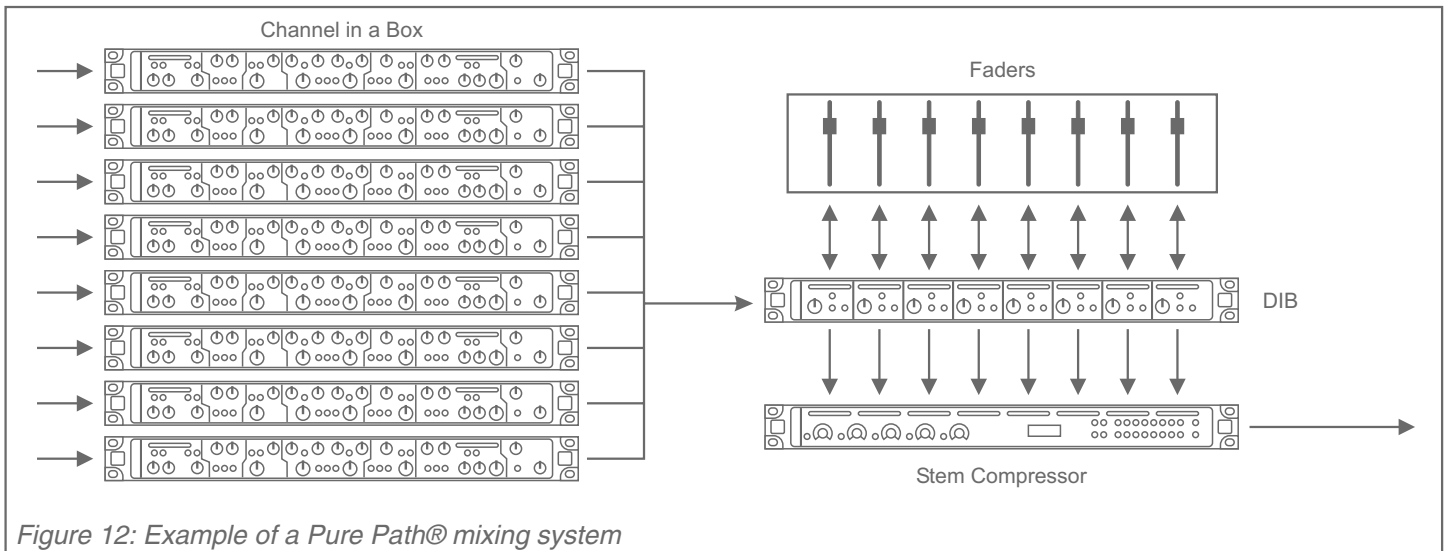 Channel in a Box
Faders
DIB
Stem Compressor
Figure 12: Example of a Pure Path® mixing system